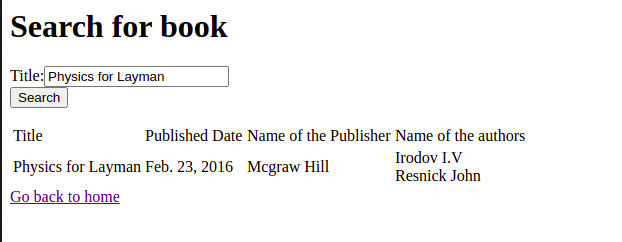 Search for book
Title: Physics for Layman
Search
Title Published Date Name of the Publisher Name of the authors
Physics for Layman Feb. 23, 2016 Mcgraw Hill Irodov I.V
Resnick John
Go back to home